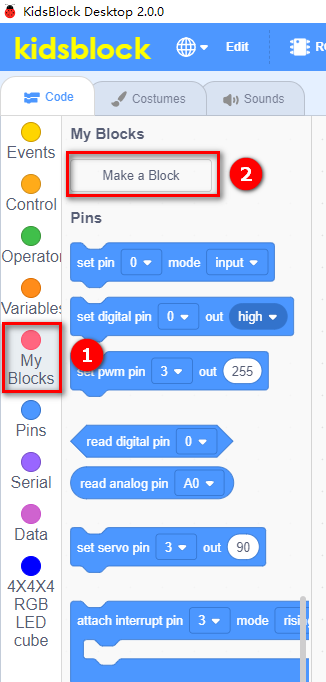 KidsBlock Desktop 2.0.0
kidsblock Edit
Code Costumes Sounds
Events
Control
Operator
Variables
My
Blocks
Pins
Serial
Data
4X4X4
RGB
LED
cube
My Blocks
Make a Block 2
Pins
set pin 0 mode input
set digital pin 0 out high
1
set pwm pin 3 out 255
read digital pin 0
read analog pin A0
set servo pin 3 out 90
attach interrupt pin 3 mode risin